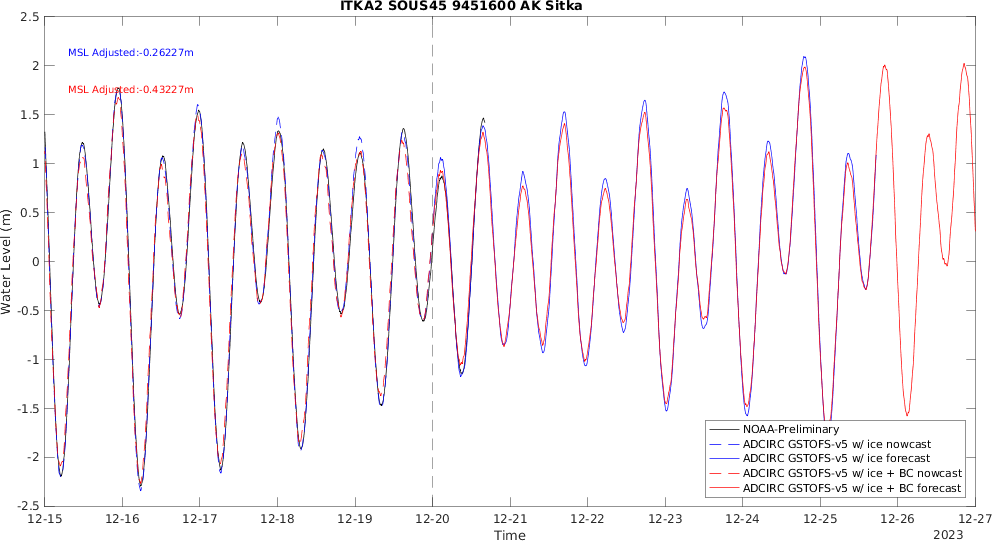 ITKA2 SOUS45 9451600 AK Sitka
MSL Adjusted:-0.26227m
MSL Adjusted:-0.43227m
Water Level (m)
2.5
2
1.5
1
0.5
0
-0.5
-1
-1.5
-2
-2.5
NOAA-Preliminary
ADCIRC GSTOFS-v5 w/ ice nowcast
ADCIRC GSTOFS-v5 w/ ice forecast
ADCIRC GSTOFS-v5 w/ ice + BC nowcast
ADCIRC GSTOFS-v5 w/ ice + BC forecast
12-15 12-16 12-17 12-18 12-19 12-20 12-21 12-22 12-23 12-24 12-25 12-26 12-27
Time
2023